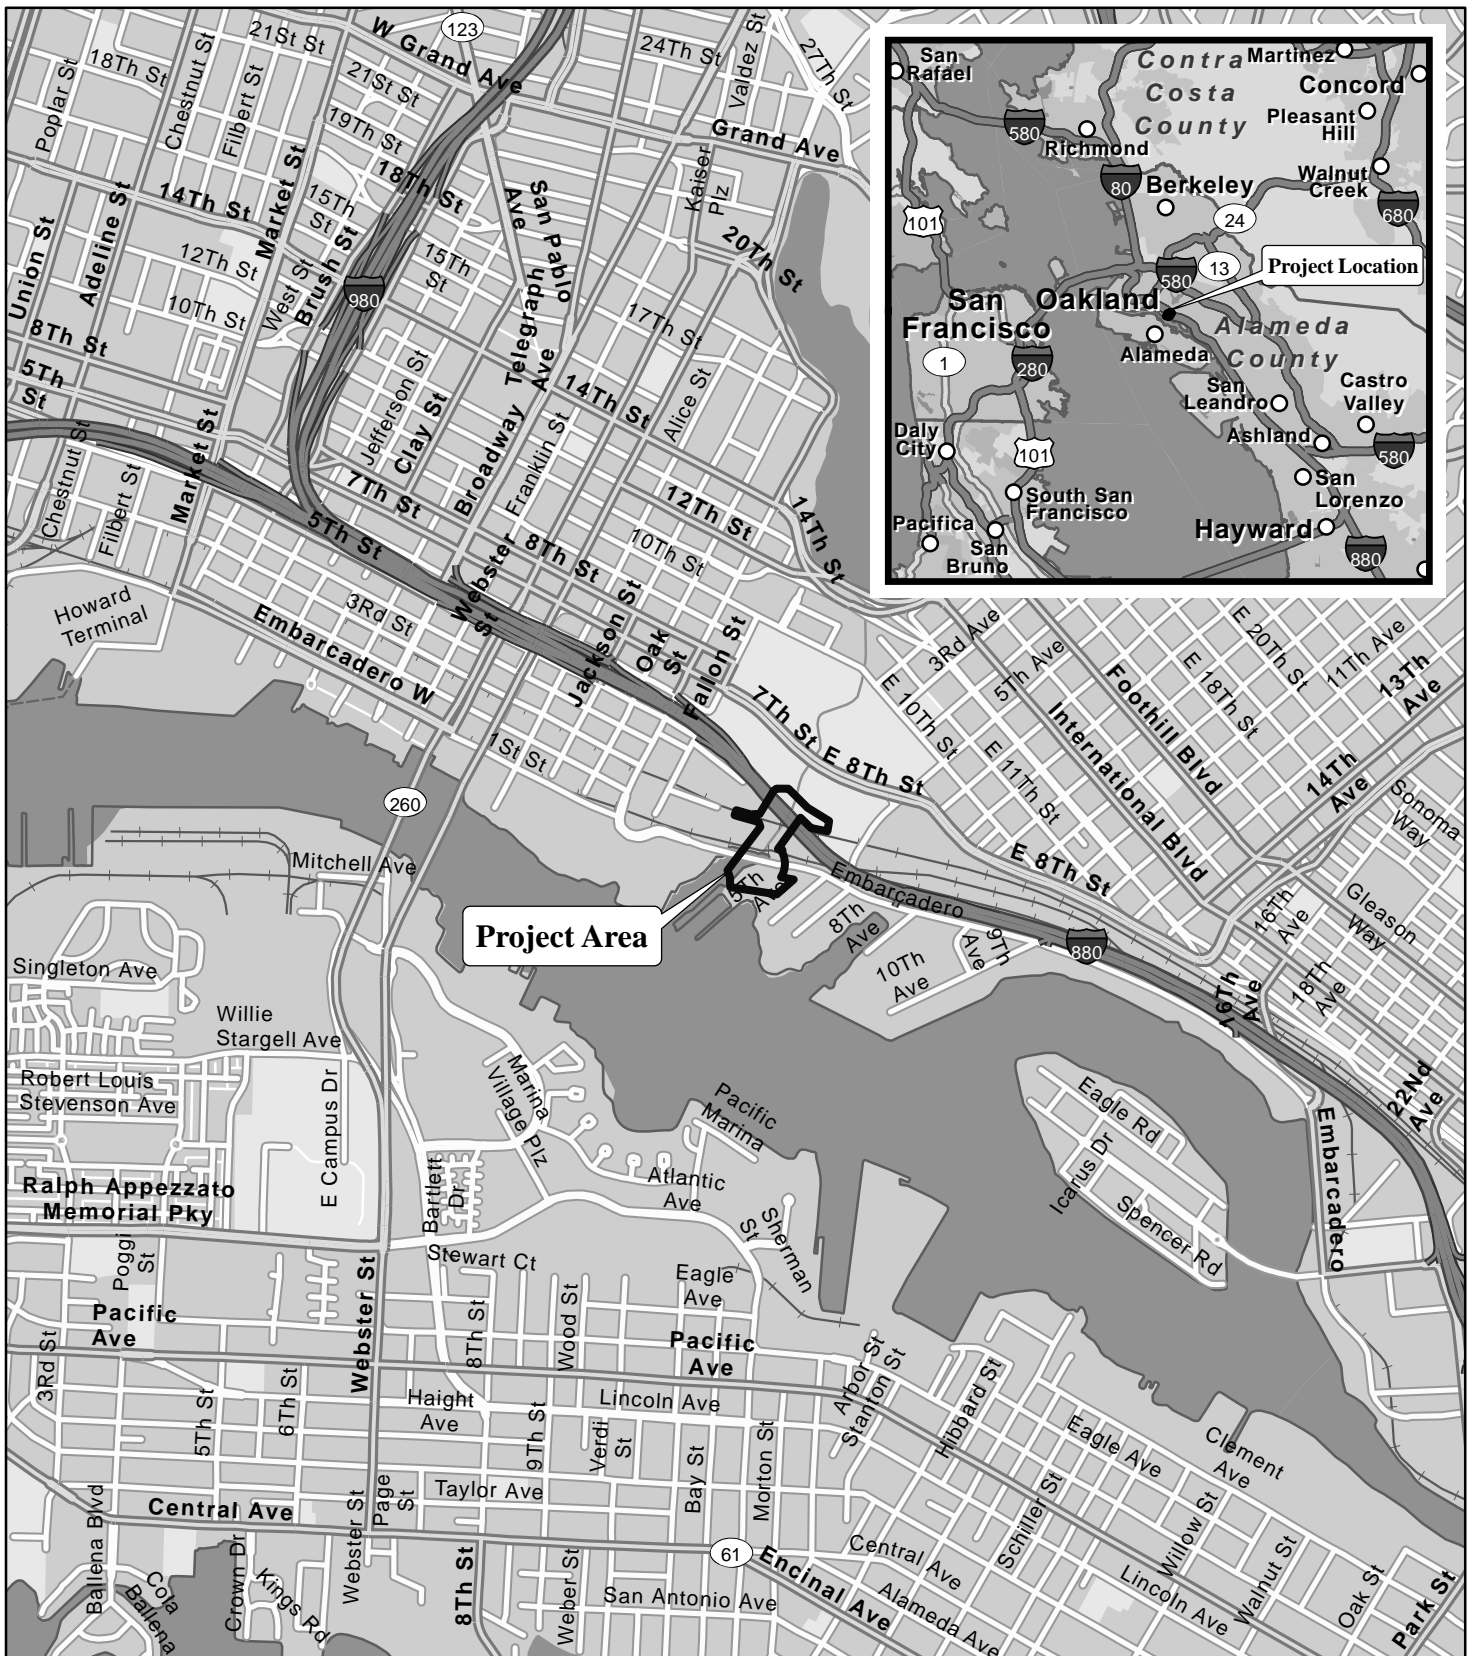 123
21St St
W Grand Ave
24Th St
Valdez St
27Th St
18Th St
Chestnut St
Filbert St
21St St
Poplar St
19Th St
Grand Ave
18Th St
Kaiser
Plz
14Th St
Market St
15Th
St
San Pablo
Ave
Union St
Adeline St
12Th St
West St
Brush St
15Th
St
20Th St
980
10Th St
Telegraph
Ave
17Th St
8Th St
5Th
St
Jefferson St
14Th St
Alice St
Clay St
Broadway
Franklin St
Chestnut St
Filbert St
Market St
7Th St
12Th St
14Th St
5Th St
8Th St
10Th St
Webster
St
Howard
Terminal
3Rd St
Embarcadero W
Jackson St
Oak
St
Fallon St
7Th St
E 8Th St
1St St
260
3Rd Ave
5Th Ave
E 10Th St
E 11Th St
International Blvd
Foothill Blvd
E 18Th St
E 20Th St
11Th Ave
13Th
Ave
14Th
Ave
Sonoma
Way
E 8Th St
Gleason
Way
16Th
Ave
18Th
Ave
16Th
Ave
22Nd
Ave
Project Area
5Th
Ave
Embarcadero
8Th
Ave
9Th
Ave
10Th
Ave
880
Embarcadero
Mitchell Ave
Singleton Ave
Willie
Stargell Ave
Robert Louis
Stevenson Ave
E Campus Dr
Marina
Village Plz
Pacific
Marina
Eagle Rd
Icarus Dr
Spencer Rd
Ralph Appezzato
Memorial Pky
Bartlett
Dr
Atlantic
Ave
Sherman
St
Poggi
St
Stewart Ct
Eagle
Ave
Pacific
Ave
Webster St
8Th St
Wood St
Pacific
Ave
3Rd St
5Th St
6Th St
Haight
Ave
Lincoln Ave
Arbor St
Stanton St
Hibbard St
Eagle Ave
Clement
Ave
9Th St
Verdi
St
Bay St
Morton St
Central Ave
Ballena Blvd
Webster St
Page
St
Taylor Ave
Schiller St
Willow St
Walnut St
Oak St
Park St
61
Encinal Ave
Central Ave
Alameda Ave
Lincoln Ave
Cola
Ballena
Crown Dr
Kings Rd
8Th St
Weber St
San Antonio Ave
San
Rafael
Contra
Costa
County
Martinez
Concord
580
Richmond
Pleasant
Hill
80
Berkeley
Walnut
Creek
101
24
680
580
13
Project Location
San
Francisco
Oakland
Alameda
Alameda
County
1
280
San
Leandro
Castro
Valley
Daly
City
101
Ashland
580
South San
Francisco
San
Lorenzo
Pacifica
San
Bruno
Hayward
880